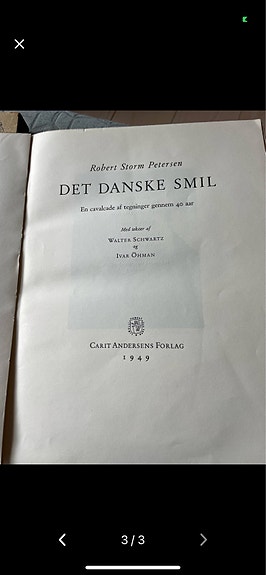 Robert Storm Petersen
DET DANSKE SMIL
En cavalcade af tegninger gennem 40 aar
Med tekster af
WALTER SCHWARTZ
og
IVAR ÖHMAN
CARIT ANDERSENS FORLAG
1949
3/3